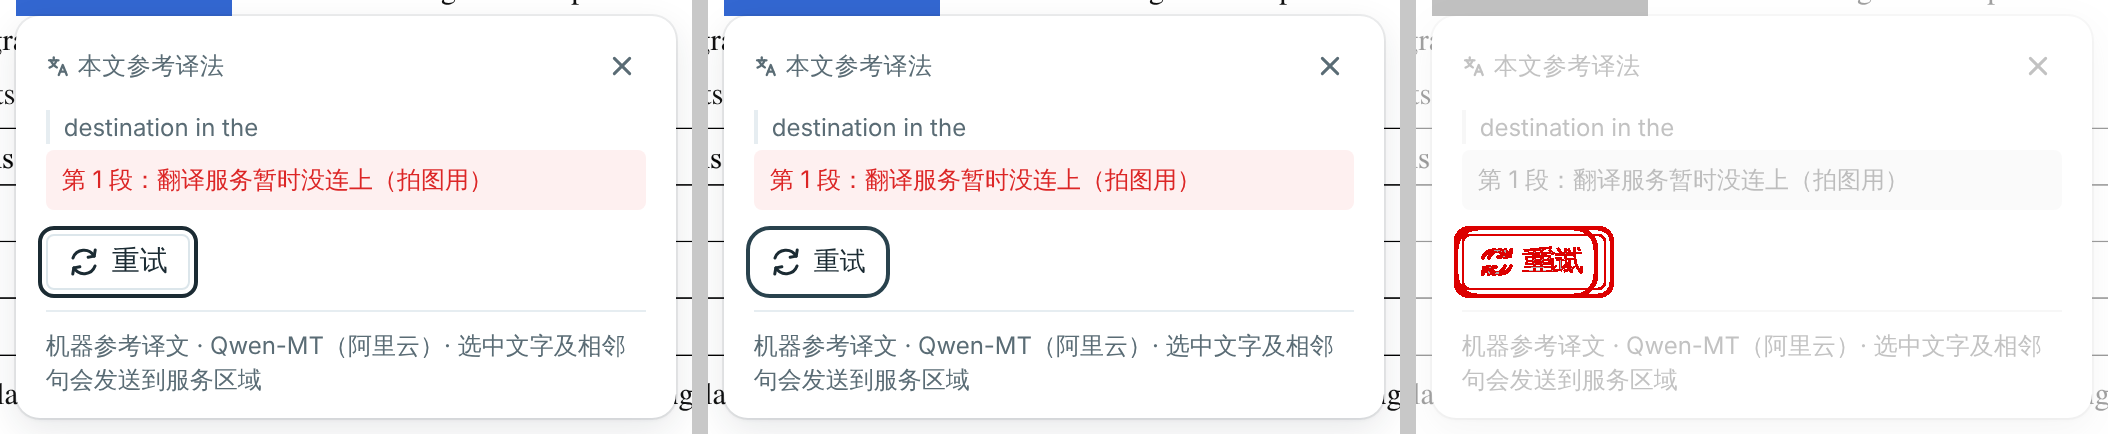 本文参考译法
destination in the
第 1 段：翻译服务暂时没连上（拍图用）
重试
机器参考译文 · Qwen-MT（阿里云）· 选中文字及相邻
句会发送到服务区域
本文参考译法
destination in the
第 1 段：翻译服务暂时没连上（拍图用）
重试
机器参考译文 · Qwen-MT（阿里云）· 选中文字及相邻
句会发送到服务区域
本文参考译法
destination in the
第 1 段：翻译服务暂时没连上（拍图用）
重试
机器参考译文 · Qwen-MT（阿里云）· 选中文字及相邻
句会发送到服务区域